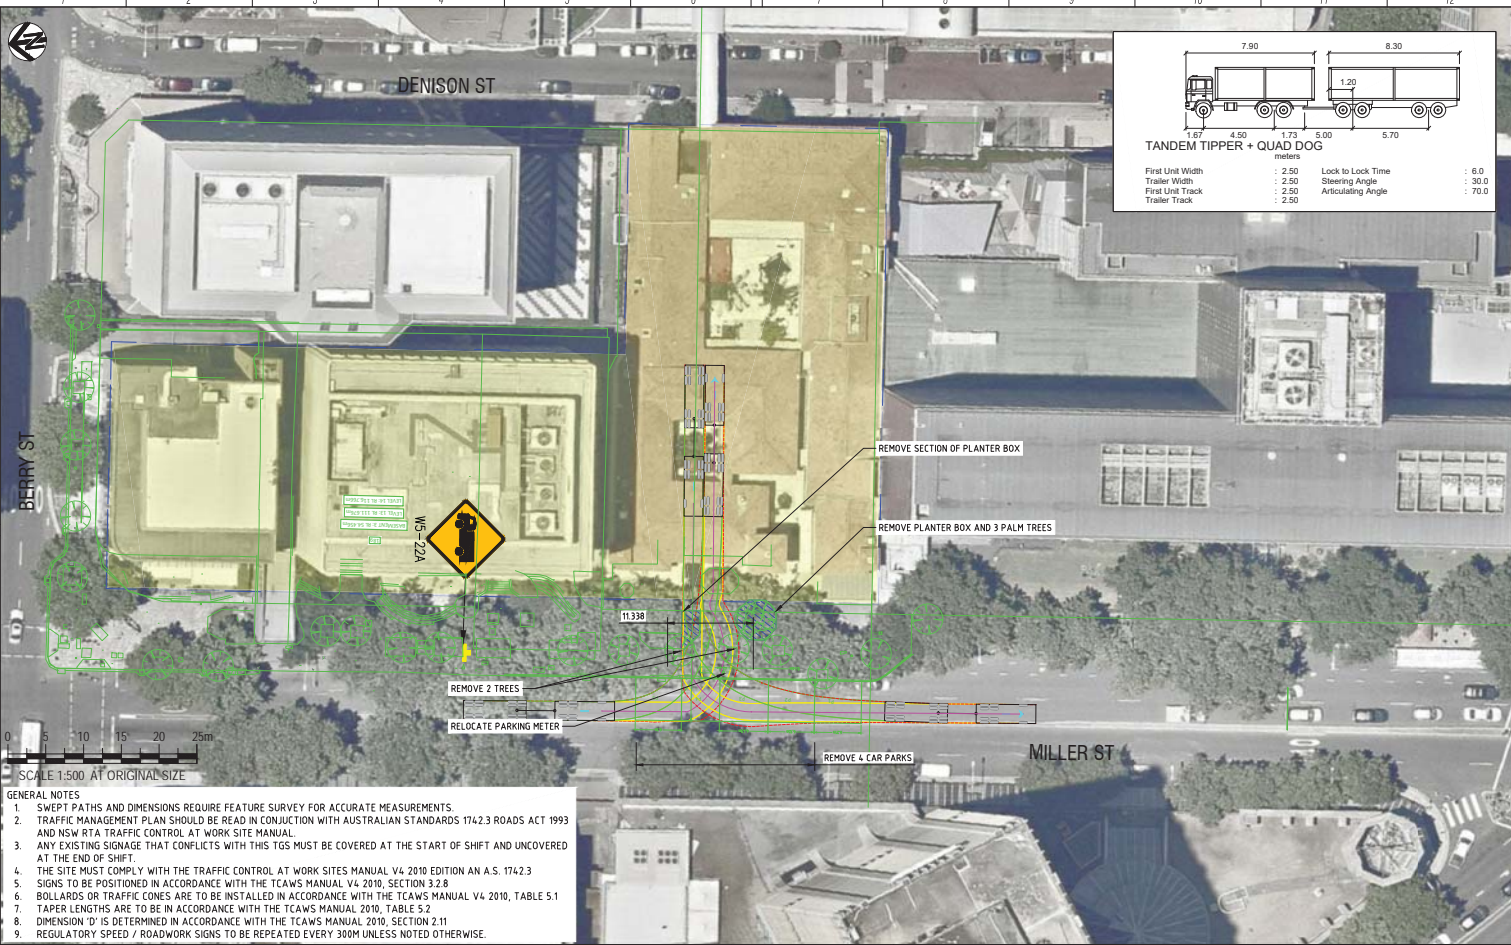 DENISON ST
7.90
8.30
1.20
1.67 4.50 1.73 5.00 5.70
TANDEM TIPPER + QUAD DOG
meters
First Unit Width : 2.50 Lock to Lock Time : 6.0
Trailer Width : 2.50 Steering Angle : 30.0
First Unit Track : 2.50 Articulating Angle : 70.0
Trailer Track : 2.50
BERRY ST
W5-22A
REMOVE SECTION OF PLANTER BOX
REMOVE PLANTER BOX AND 3 PALM TREES
11.338
REMOVE 2 TREES
RELOCATE PARKING METER
REMOVE 4 CAR PARKS
MILLER ST
0 5 10 15 20 25m
SCALE 1:500 AT ORIGINAL SIZE
GENERAL NOTES
1. SWEPT PATHS AND DIMENSIONS REQUIRE FEATURE SURVEY FOR ACCURATE MEASUREMENTS.
2. TRAFFIC MANAGEMENT PLAN SHOULD BE READ IN CONJUCTION WITH AUSTRALIAN STANDARDS 1742.3 ROADS ACT 1993
AND NSW RTA TRAFFIC CONTROL AT WORK SITE MANUAL.
3. ANY EXISTING SIGNAGE THAT CONFLICTS WITH THIS TGS MUST BE COVERED AT THE START OF SHIFT AND UNCOVERED
AT THE END OF SHIFT.
4. THE SITE MUST COMPLY WITH THE TRAFFIC CONTROL AT WORK SITES MANUAL V4 2010 EDITION AN A.S. 1742.3
5. SIGNS TO BE POSITIONED IN ACCORDANCE WITH THE TCAWS MANUAL V4 2010, SECTION 3.2.8
6. BOLLARDS OR TRAFFIC CONES ARE TO BE INSTALLED IN ACCORDANCE WITH THE TCAWS MANUAL V4 2010, TABLE 5.1
7. TAPER LENGTHS ARE TO BE IN ACCORDANCE WITH THE TCAWS MANUAL 2010, TABLE 5.2
8. DIMENSION 'D' IS DETERMINED IN ACCORDANCE WITH THE TCAWS MANUAL 2010, SECTION 2.11
9. REGULATORY SPEED / ROADWORK SIGNS TO BE REPEATED EVERY 300M UNLESS NOTED OTHERWISE.